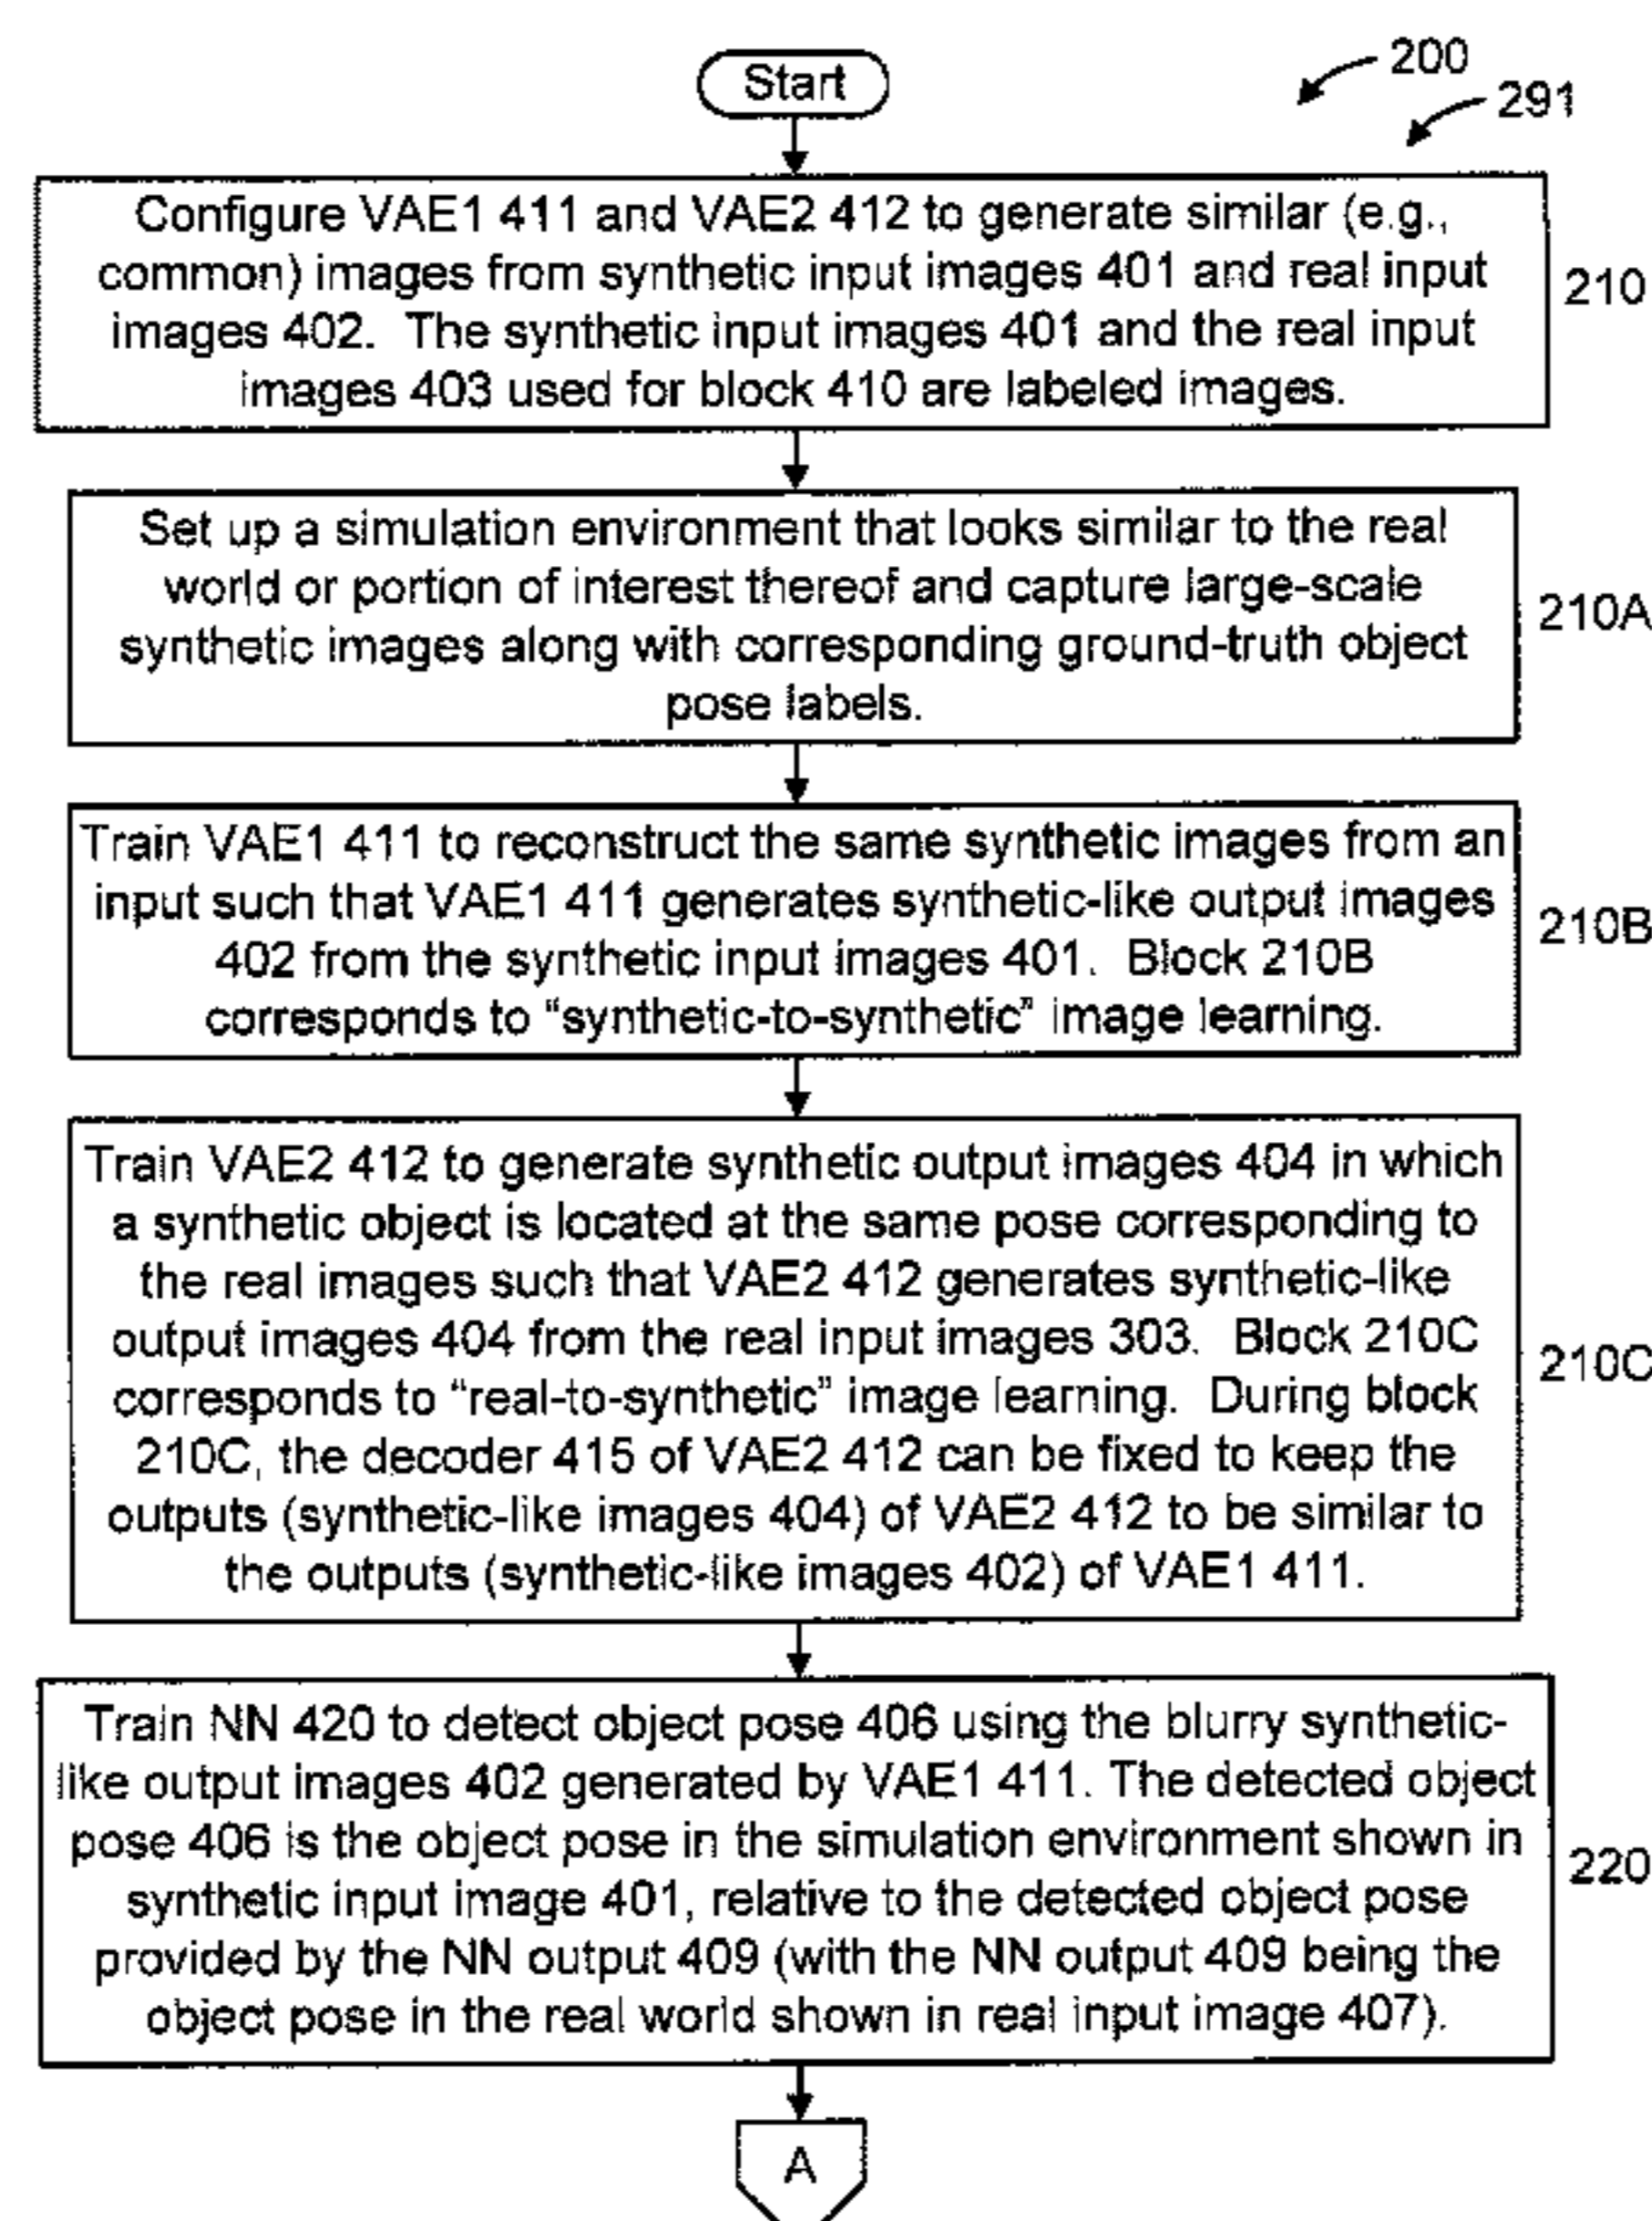 Start
200
291
Configure VAE1 411 and VAE2 412 to generate similar (e.g.,
common) images from synthetic input images 401 and real input
images 402. The synthetic input images 401 and the real input
images 403 used for block 410 are labeled images.
210
Set up a simulation environment that looks similar to the real
world or portion of interest thereof and capture large-scale
synthetic images along with corresponding ground-truth object
pose labels.
210A
Train VAE1 411 to reconstruct the same synthetic images from an
input such that VAE1 411 generates synthetic-like output images
402 from the synthetic input images 401. Block 210B
corresponds to “synthetic-to-synthetic” image learning.
210B
Train VAE2 412 to generate synthetic output images 404 in which
a synthetic object is located at the same pose corresponding to
the real images such that VAE2 412 generates synthetic-like
output images 404 from the real input images 303. Block 210C
corresponds to “real-to-synthetic” image learning. During block
210C, the decoder 415 of VAE2 412 can be fixed to keep the
outputs (synthetic-like images 404) of VAE2 412 to be similar to
the outputs (synthetic-like images 402) of VAE1 411.
210C
Train NN 420 to detect object pose 406 using the blurry synthetic-
like output images 402 generated by VAE1 411. The detected object
pose 406 is the object pose in the simulation environment shown in
synthetic input image 401, relative to the detected object pose
provided by the NN output 409 (with the NN output 409 being the
object pose in the real world shown in real input image 407).
220
A